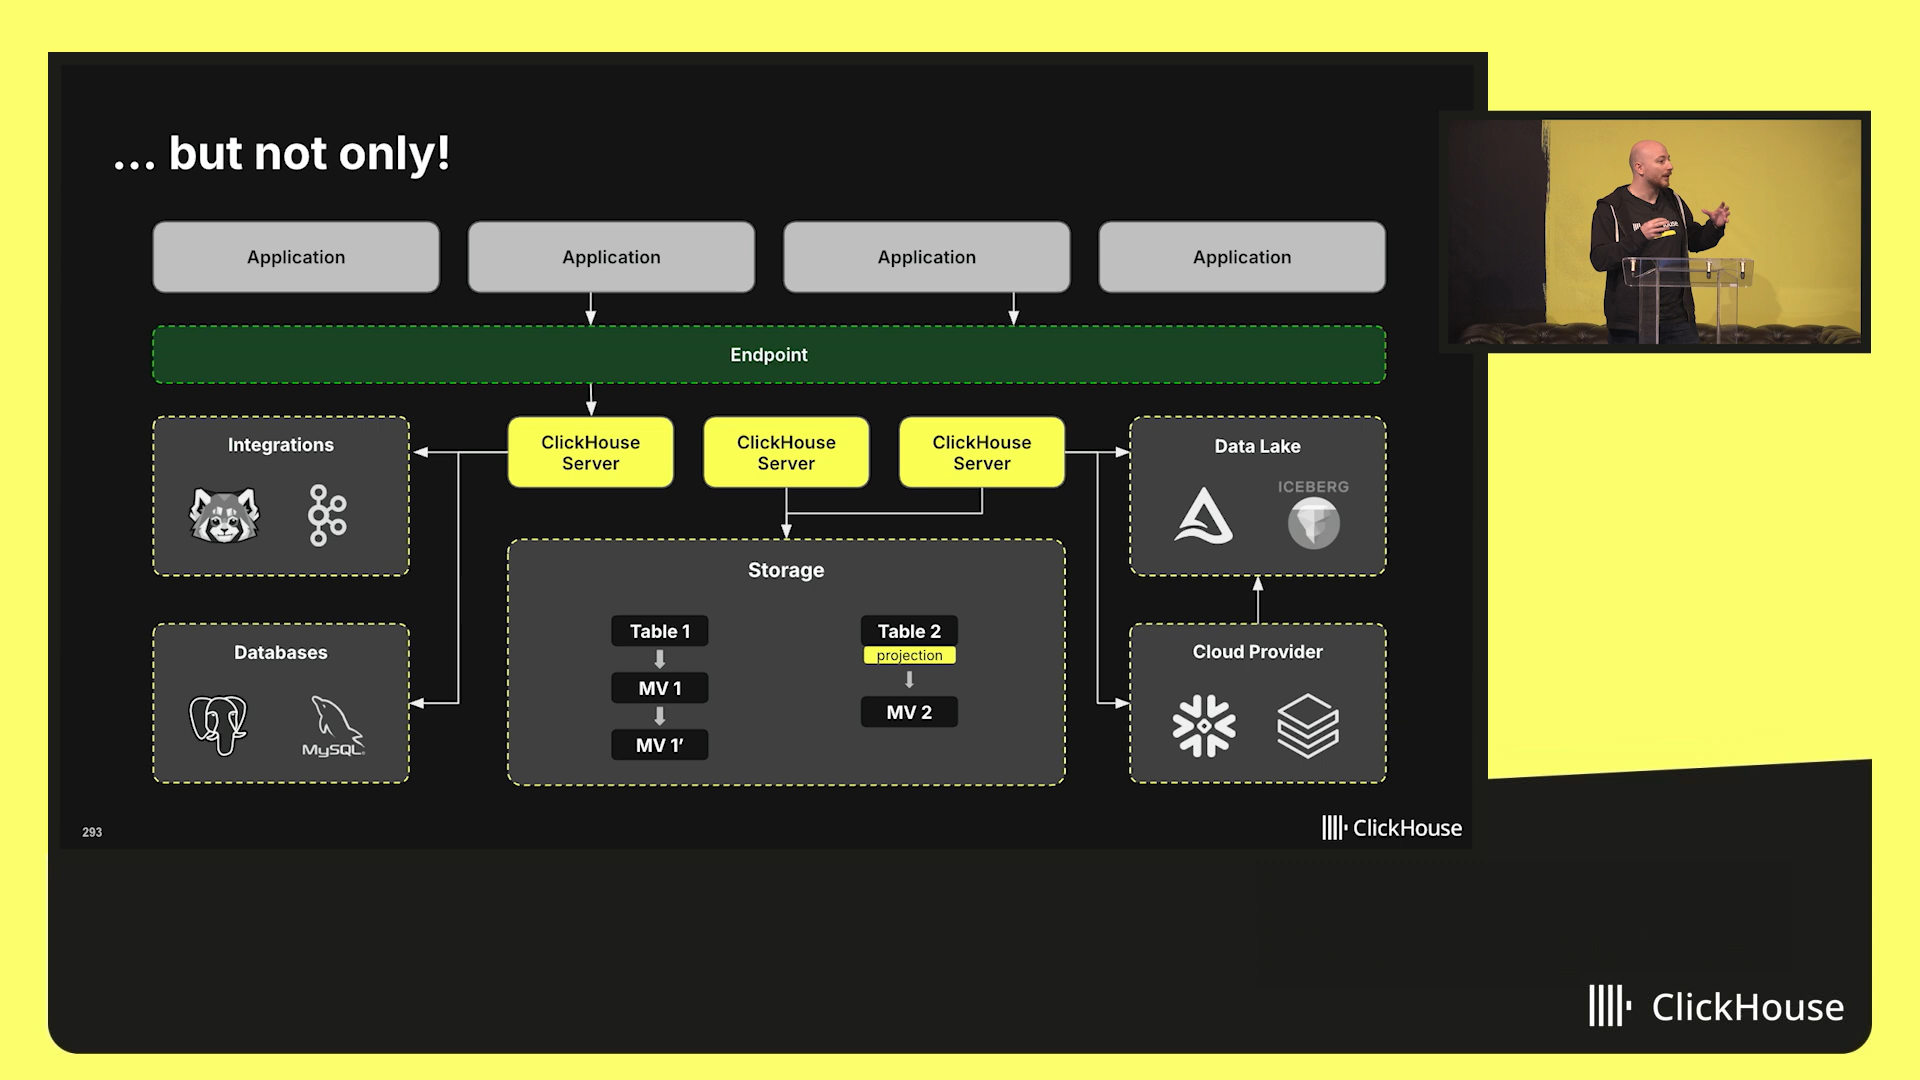 ... but not only!
Application
Application
Application
Application
Endpoint
Integrations
ClickHouse
Server
ClickHouse
Server
ClickHouse
Server
Data Lake
ICEBERG
Storage
Table 1
MV 1
MV 1’
Table 2
projection
MV 2
Databases
MySQL
Cloud Provider
293
ClickHouse
ClickHouse